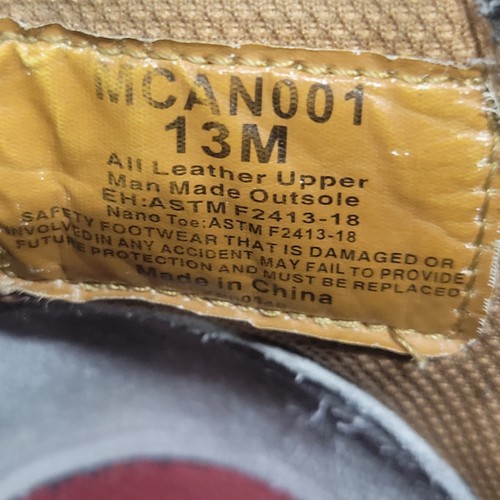 MCAN001
13M
All Leather Upper
Man Made Outsole
EH:ASTM F2413-18
Nano Toe:ASTM F2413-18
SAFETY FOOTWEAR THAT IS DAMAGED OR
INVOLVED IN ANY ACCIDENT MAY FAIL TO PROVIDE
FUTURE PROTECTION AND MUST BE REPLACED
Made in China